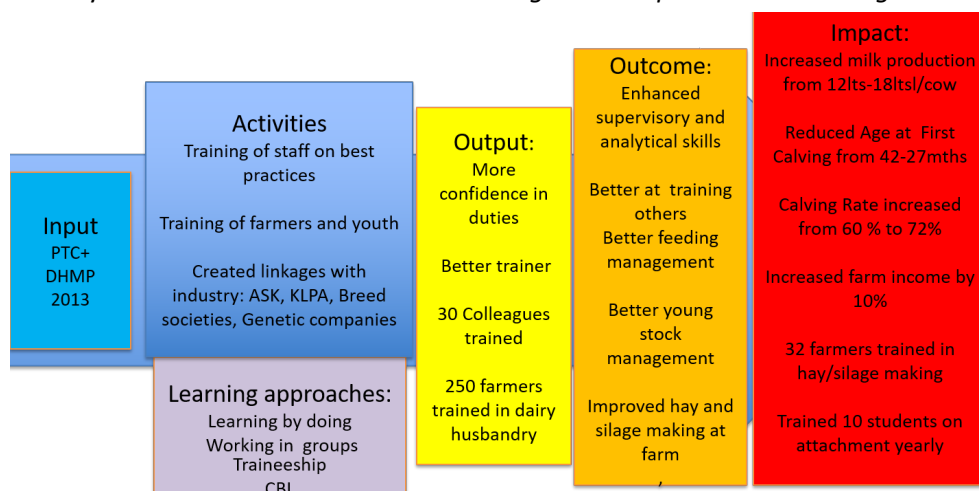 Input
PTC+
DHMP
2013
Activities
Training of staff on best
practices
Training of farmers and youth
Created linkages with
industry: ASK, KLPA, Breed
societies, Genetic companies
Learning approaches:
Learning by doing
Working in groups
Traineeship
CBL
Output:
More
confidence in
duties
Better trainer
30 Colleagues
trained
250 farmers
trained in dairy
husbandry
Outcome:
Enhanced
supervisory and
analytical skills
Better at training
others
Better feeding
management
Better young
stock
management
Improved hay and
silage making at
farm
,
Impact:
Increased milk production
from 12lts-18ltsl/cow
Reduced Age at First
Calving from 42-27mths
Calving Rate increased
from 60 % to 72%
Increased farm income by
10%
32 farmers trained in
hay/silage making
Trained 10 students on
attachment yearly